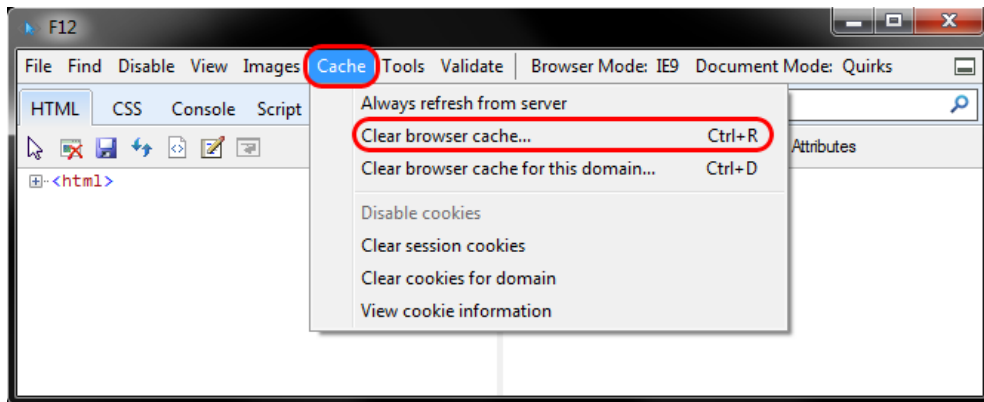 F12
File Find Disable View Images Cache Tools Validate Browser Mode: IE9 Document Mode: Quirks
HTML CSS Console Script
Always refresh from server
Clear browser cache... Ctrl+R
Attributes
Clear browser cache for this domain... Ctrl+D
<html>
Disable cookies
Clear session cookies
Clear cookies for domain
View cookie information